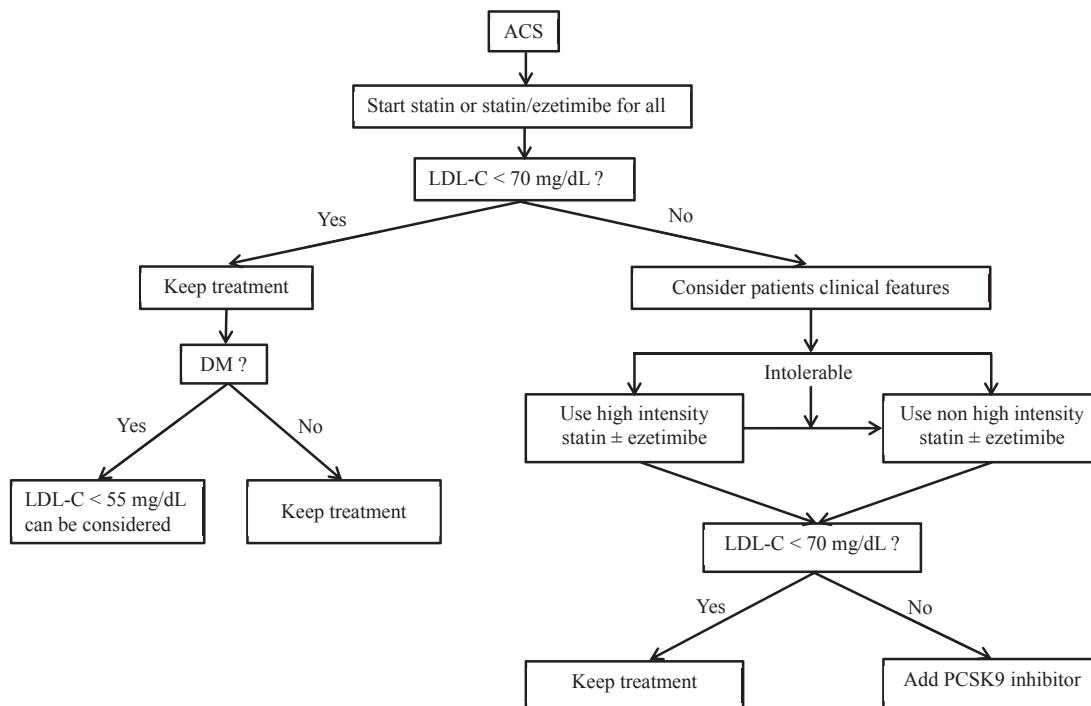 ACS
Start statin or statin/ezetimibe for all
LDL-C < 70 mg/dL ?
Yes
No
Keep treatment
Consider patients clinical features
DM ?
Intolerable
Yes
No
Use high intensity
statin ± ezetimibe
Use non high intensity
statin ± ezetimibe
LDL-C < 55 mg/dL
can be considered
Keep treatment
LDL-C < 70 mg/dL ?
Yes
No
Keep treatment
Add PCSK9 inhibitor